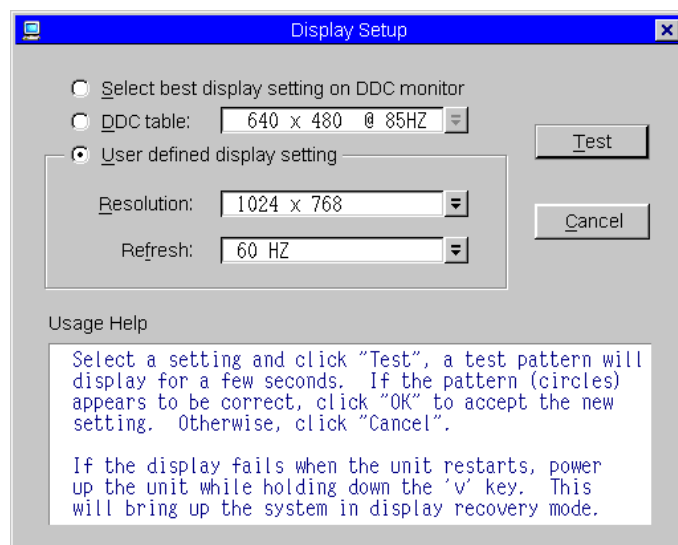 Display Setup
Select best display setting on DDC monitor
DDC table: 640 x 480 @ 85HZ
Test
User defined display setting
Resolution: 1024 x 768
Cancel
Refresh: 60 HZ
Usage Help
Select a setting and click "Test", a test pattern will
display for a few seconds. If the pattern (circles)
appears to be correct, click "OK" to accept the new
setting. Otherwise, click "Cancel".
If the display fails when the unit restarts, power
up the unit while holding down the 'v' key. This
will bring up the system in display recovery mode.